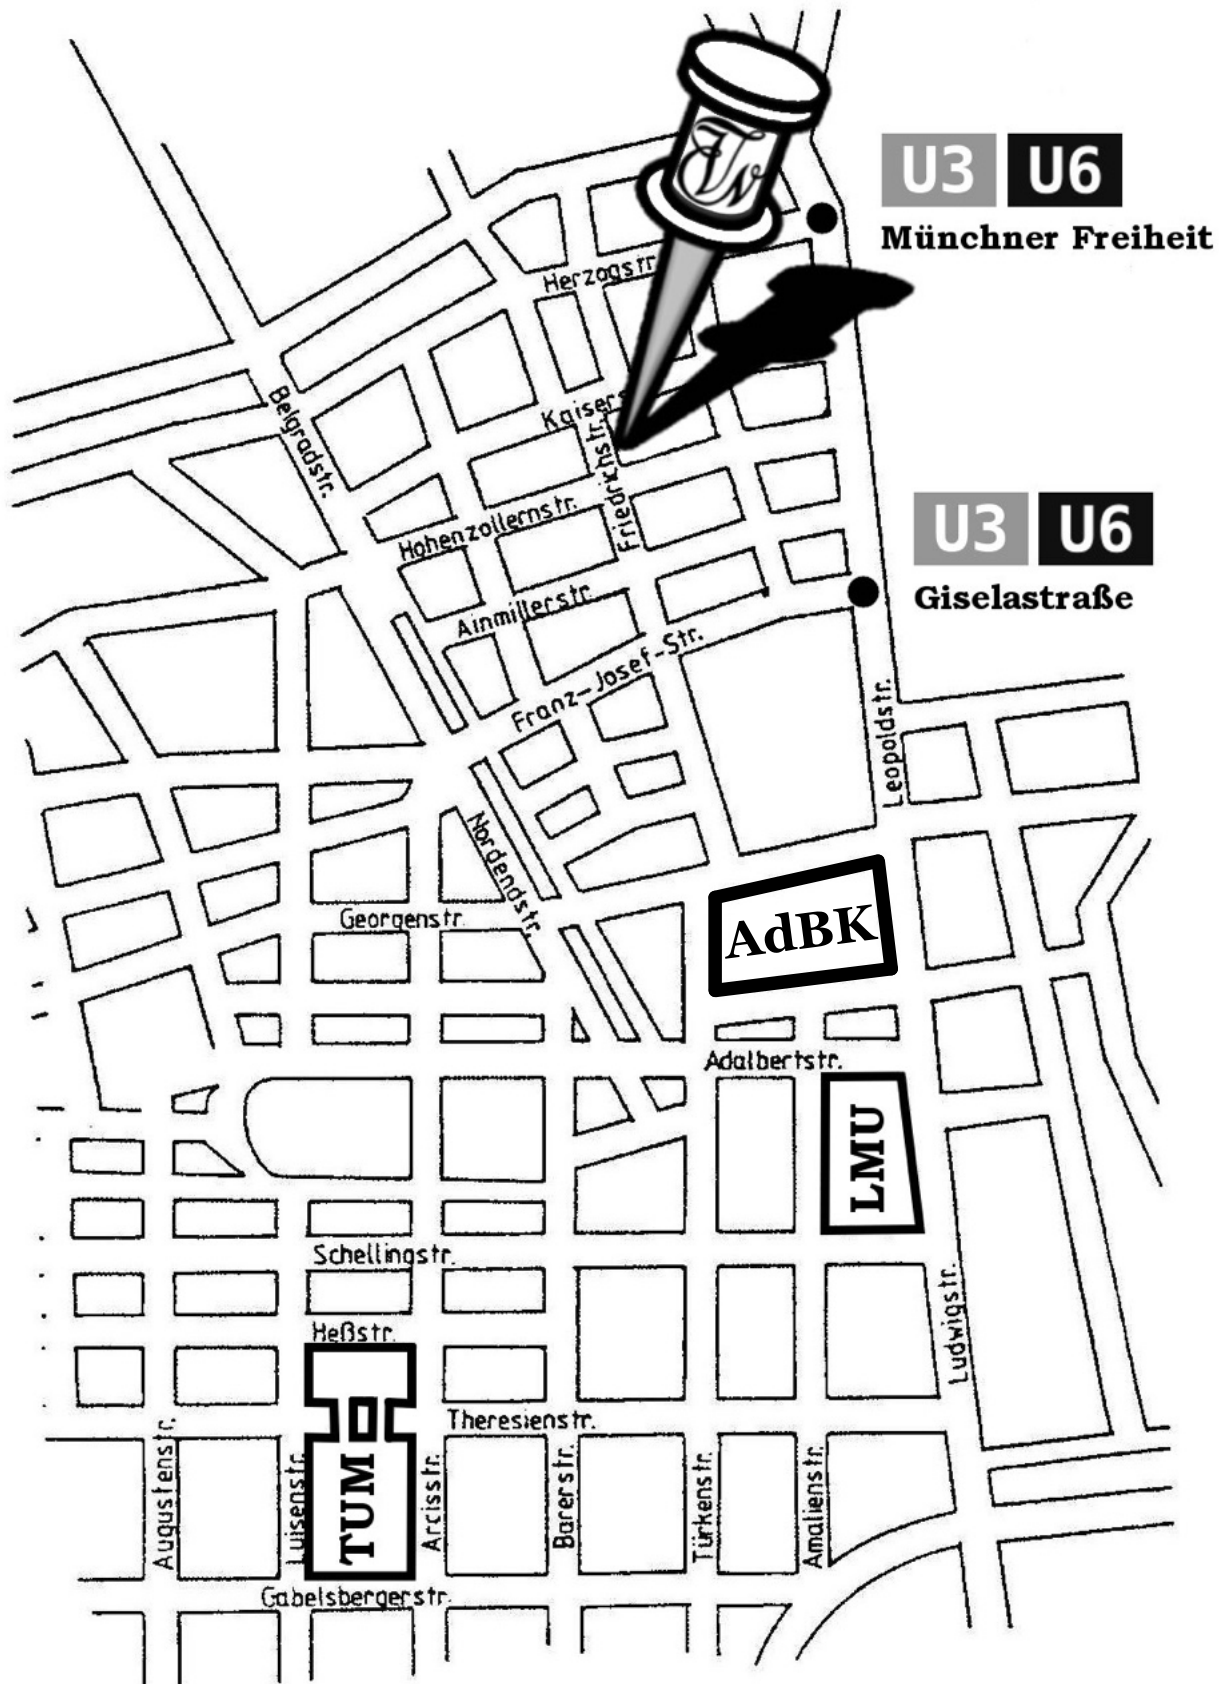 U3 U6
Münchner Freiheit
Herzogstr.
Belgradstr.
Kaisers
Friedrichstr.
Hohenzollernstr.
U3 U6
Giselastraße
Ainmillerstr.
Franz-Josef-Str.
Leopoldstr.
Nordendstr.
Georgenstr.
AdBK
Adalbertstr.
LMU
Schellingstr.
Ludwigstr.
Heßstr.
Theresienstr.
Augustenstr.
Luisenstr.
TUM
Arcisstr.
Barerstr.
Türkenstr.
Amalienstr.
Gabelsbergerstr.